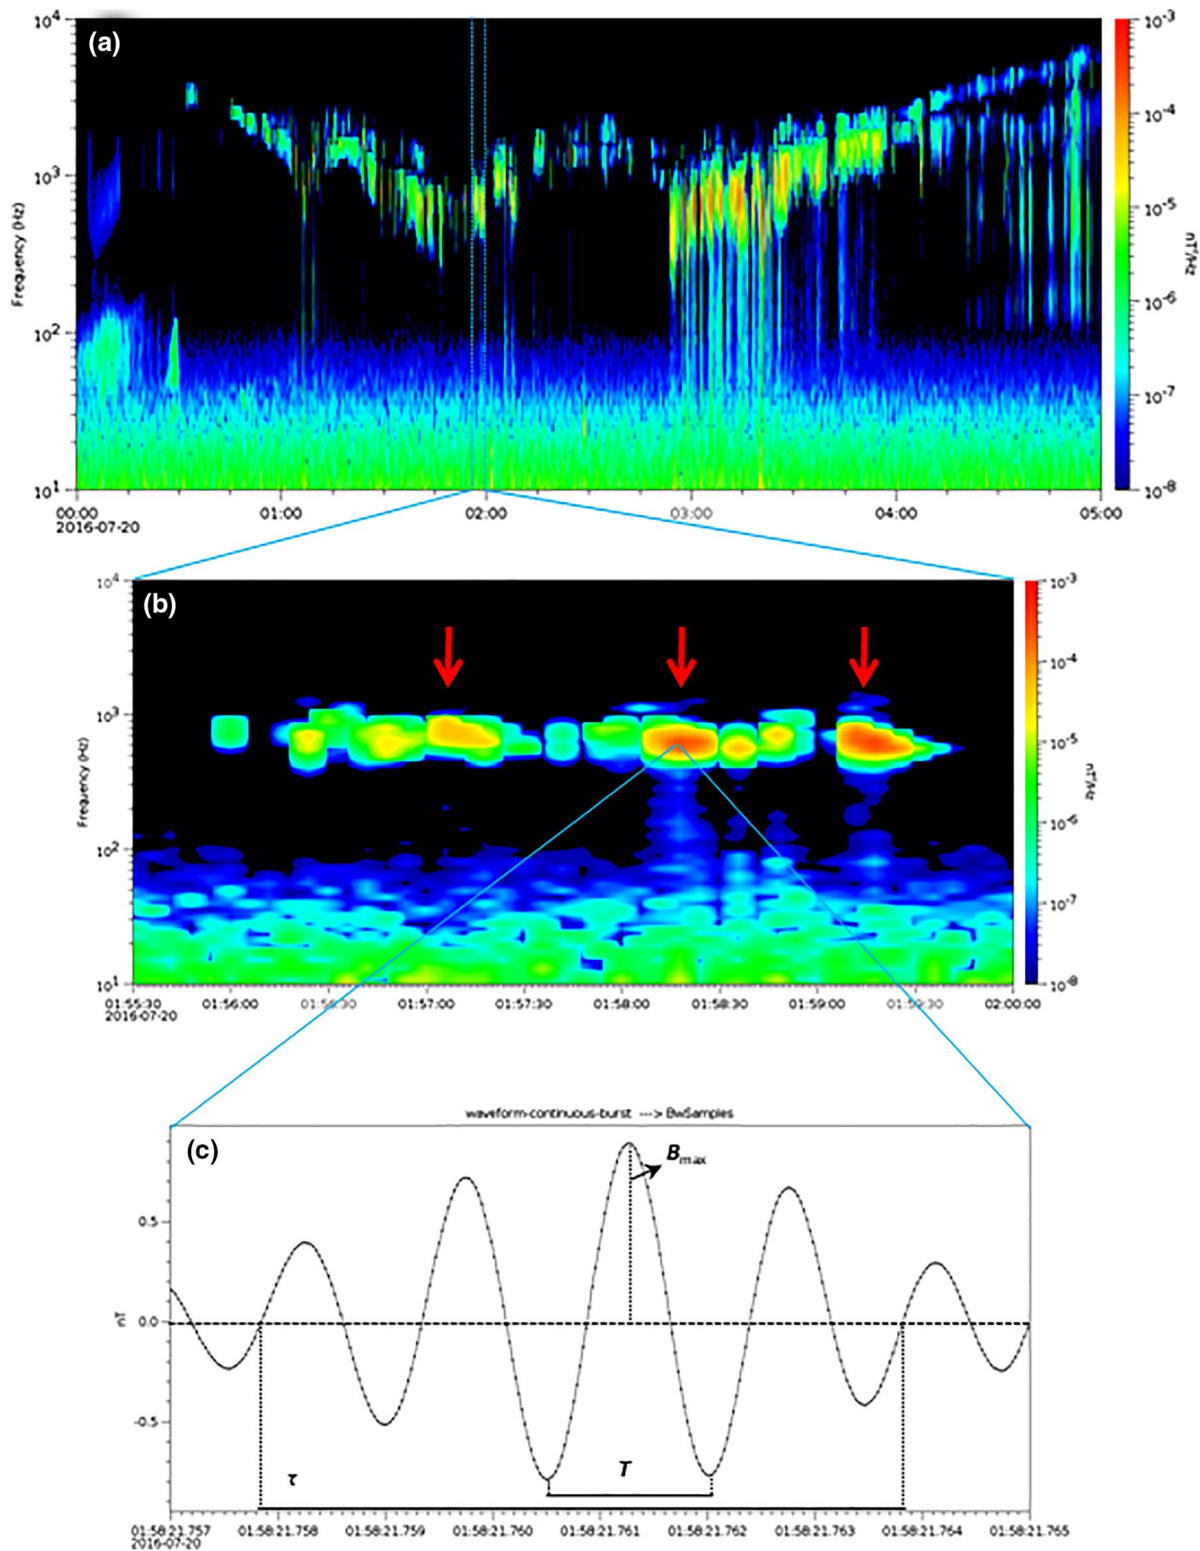 (a)
10⁴
10³
10²
10¹
Frequency (Hz)
00:00 01:00 02:00 03:00 04:00 05:00
2016-07-20
10⁻³
10⁻⁴
10⁻⁵
10⁻⁶
10⁻⁷
10⁻⁸
nT²/Hz
(b)
10⁴
10³
10²
10¹
Frequency (Hz)
01:55:30 01:56:00 01:56:30 01:57:00 01:57:30 01:58:00 01:58:30 01:59:00 01:59:30 02:00:00
2016-07-20
10⁻³
10⁻⁴
10⁻⁵
10⁻⁶
10⁻⁷
10⁻⁸
nT²/Hz
waveform-continuous-burst ---> BwSamples
(c)
Bmax
0.5
0.0
-0.5
nT
τ
T
01:58:21.757 01:58:21.758 01:58:21.759 01:58:21.760 01:58:21.761 01:58:21.762 01:58:21.763 01:58:21.764 01:58:21.765
2016-07-20